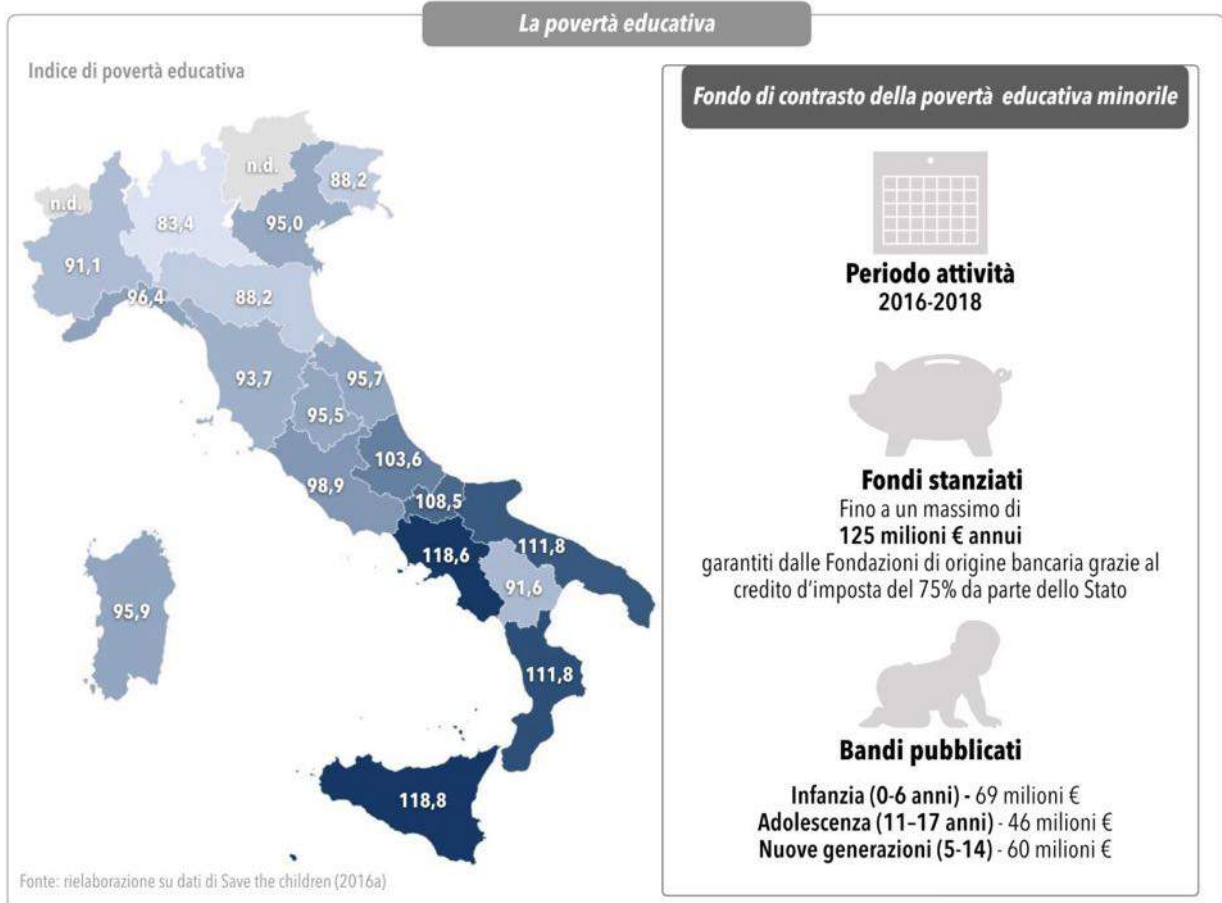 La povertà educativa
Indice di povertà educativa
n.d.
n.d.
88,2
83,4
95,0
91,1
96,4
88,2
93,7
95,7
95,5
103,6
98,9
108,5
118,6
111,8
91,6
95,9
111,8
118,8
Fonte: rielaborazione su dati di Save the children (2016a)
Fondo di contrasto della povertà educativa minorile
Periodo attività
2016-2018
Fondi stanziati
Fino a un massimo di
125 milioni € annui
garantiti dalle Fondazioni di origine bancaria grazie al
credito d'imposta del 75% da parte dello Stato
Bandi pubblicati
Infanzia (0-6 anni) - 69 milioni €
Adolescenza (11–17 anni) - 46 milioni €
Nuove generazioni (5-14) - 60 milioni €